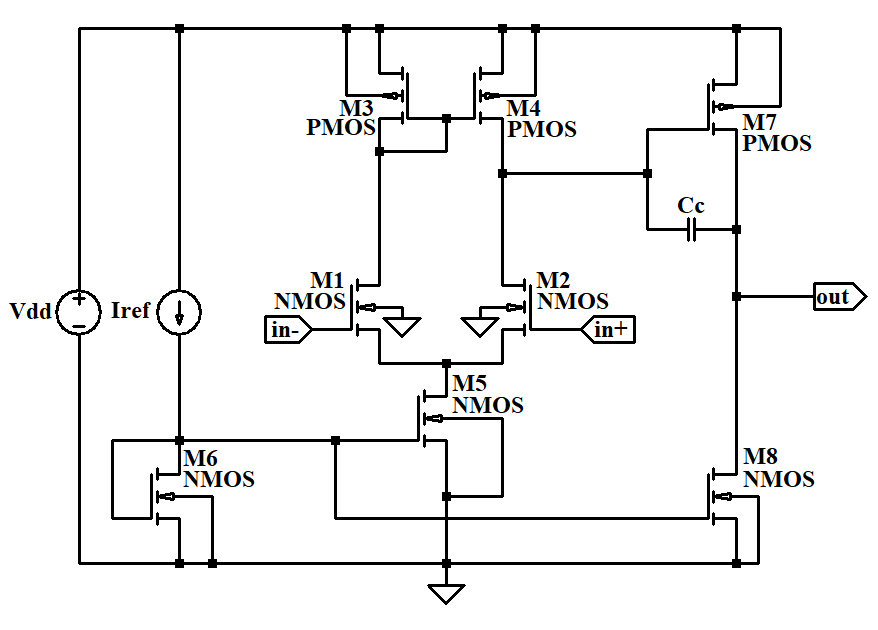 M3
PMOS
M4
PMOS
M7
PMOS
Cc
M1
NMOS
M2
NMOS
Vdd
+
−
Iref
out
in-
in+
M5
NMOS
M6
NMOS
M8
NMOS